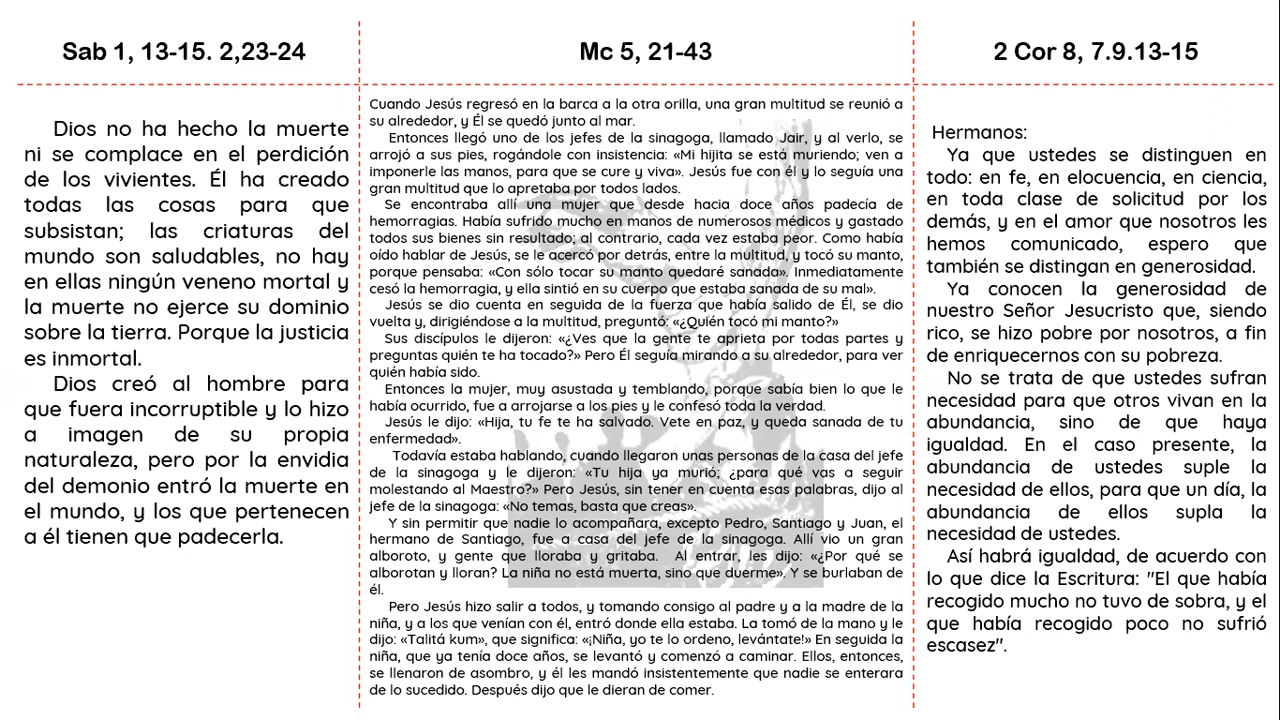 Sab 1, 13-15. 2,23-24
Dios no ha hecho la muerte
ni se complace en el perdición
de los vivientes. Él ha creado
todas las cosas para que
subsistan; las criaturas del
mundo son saludables, no hay
en ellas ningún veneno mortal y
la muerte no ejerce su dominio
sobre la tierra. Porque la justicia
es inmortal.
Dios creó al hombre para
que fuera incorruptible y lo hizo
a imagen de su propia
naturaleza, pero por la envidia
del demonio entró la muerte en
el mundo, y los que pertenecen
a él tienen que padecerla.
Mc 5, 21-43
Cuando Jesús regresó en la barca a la otra orilla, una gran multitud se reunió a
su alrededor, y Él se quedó junto al mar.
Entonces llegó uno de los jefes de la sinagoga, llamado Jair, y al verlo, se
arrojó a sus pies, rogándole con insistencia: «Mi hijita se está muriendo; ven a
imponerle las manos, para que se cure y viva». Jesús fue con él y lo seguía una
gran multitud que lo apretaba por todos lados.
Se encontraba allí una mujer que desde hacia doce años padecía de
hemorragias. Había sufrido mucho en manos de numerosos médicos y gastado
todos sus bienes sin resultado; al contrario, cada vez estaba peor. Como había
oído hablar de Jesús, se le acercó por detrás, entre la multitud, y tocó su manto,
porque pensaba: «Con sólo tocar su manto quedaré sanada». Inmediatamente
cesó la hemorragia, y ella sintió en su cuerpo que estaba sanada de su mal».
Jesús se dio cuenta en seguida de la fuerza que había salido de Él, se dio
vuelta y, dirigiéndose a la multitud, preguntó: «¿Quién tocó mi manto?»
Sus discípulos le dijeron: «¿Ves que la gente te aprieta por todas partes y
preguntas quién te ha tocado?» Pero Él seguía mirando a su alrededor, para ver
quién había sido.
Entonces la mujer, muy asustada y temblando, porque sabía bien lo que le
había ocurrido, fue a arrojarse a los pies y le confesó toda la verdad.
Jesús le dijo: «Hija, tu fe te ha salvado. Vete en paz, y queda sanada de tu
enfermedad».
Todavía estaba hablando, cuando llegaron unas personas de la casa del jefe
de la sinagoga y le dijeron: «Tu hija ya murió; ¿para qué vas a seguir
molestando al Maestro?» Pero Jesús, sin tener en cuenta esas palabras, dijo al
jefe de la sinagoga: «No temas, basta que creas».
Y sin permitir que nadie lo acompañara, excepto Pedro, Santiago y Juan, el
hermano de Santiago, fue a casa del jefe de la sinagoga. Allí vio un gran
alboroto, y gente que lloraba y gritaba. Al entrar, les dijo: «¿Por qué se
alborotan y lloran? La niña no está muerta, sino que duerme». Y se burlaban de
él.
Pero Jesús hizo salir a todos, y tomando consigo al padre y a la madre de la
niña, y a los que venían con él, entró donde ella estaba. La tomó de la mano y le
dijo: «Talitá kum», que significa: «¡Niña, yo te lo ordeno, levántate!» En seguida la
niña, que ya tenía doce años, se levantó y comenzó a caminar. Ellos, entonces,
se llenaron de asombro, y él les mandó insistentemente que nadie se enterara
de lo sucedido. Después dijo que le dieran de comer.
2 Cor 8, 7.9.13-15
Hermanos:
Ya que ustedes se distinguen en
todo: en fe, en elocuencia, en ciencia,
en toda clase de solicitud por los
demás, y en el amor que nosotros les
hemos comunicado, espero que
también se distingan en generosidad.
Ya conocen la generosidad de
nuestro Señor Jesucristo que, siendo
rico, se hizo pobre por nosotros, a fin
de enriquecernos con su pobreza.
No se trata de que ustedes sufran
necesidad para que otros vivan en la
abundancia, sino de que haya
igualdad. En el caso presente, la
abundancia de ustedes suple la
necesidad de ellos, para que un día, la
abundancia de ellos supla la
necesidad de ustedes.
Así habrá igualdad, de acuerdo con
lo que dice la Escritura: "El que había
recogido mucho no tuvo de sobra, y el
que había recogido poco no sufrió
escasez".